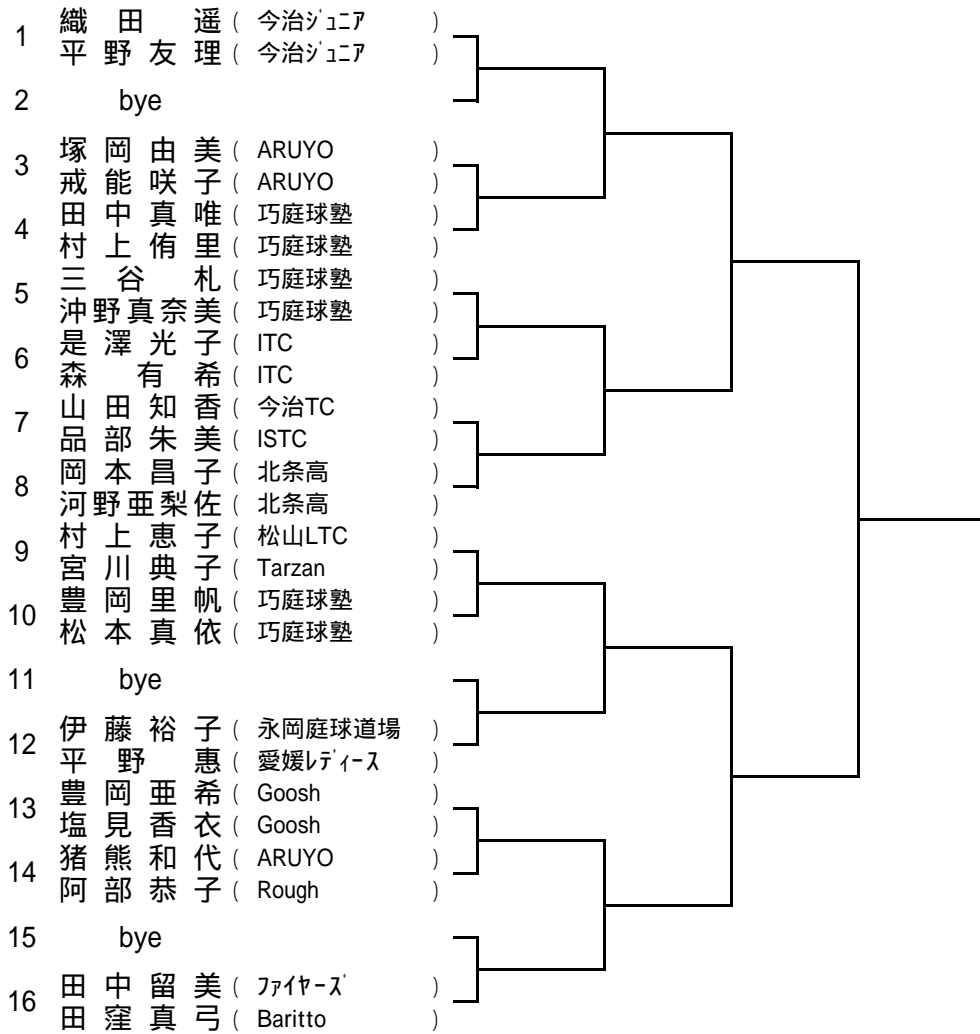 1 織田 遥 ( 今治ｼﾞｭﾆｱ )
平野友理 ( 今治ｼﾞｭﾆｱ )
2 bye
3 塚岡由美 ( ARUYO )
戒能咲子 ( ARUYO )
4 田中真唯 ( 巧庭球塾 )
村上侑里 ( 巧庭球塾 )
5 三谷 札 ( 巧庭球塾 )
沖野真奈美 ( 巧庭球塾 )
6 是澤光子 ( ITC )
森 有希 ( ITC )
7 山田知香 ( 今治TC )
品部朱美 ( ISTC )
8 岡本昌子 ( 北条高 )
河野亜梨佐 ( 北条高 )
9 村上恵子 ( 松山LTC )
宮川典子 ( Tarzan )
10 豊岡里帆 ( 巧庭球塾 )
松本真依 ( 巧庭球塾 )
11 bye
12 伊藤裕子 ( 永岡庭球道場 )
平野 惠 ( 愛媛ﾚﾃﾞｨｰｽ )
13 豊岡亜希 ( Goosh )
塩見香衣 ( Goosh )
14 猪熊和代 ( ARUYO )
阿部恭子 ( Rough )
15 bye
16 田中留美 ( ﾌｧｲﾔｰｽﾞ )
田窪真弓 ( Baritto )